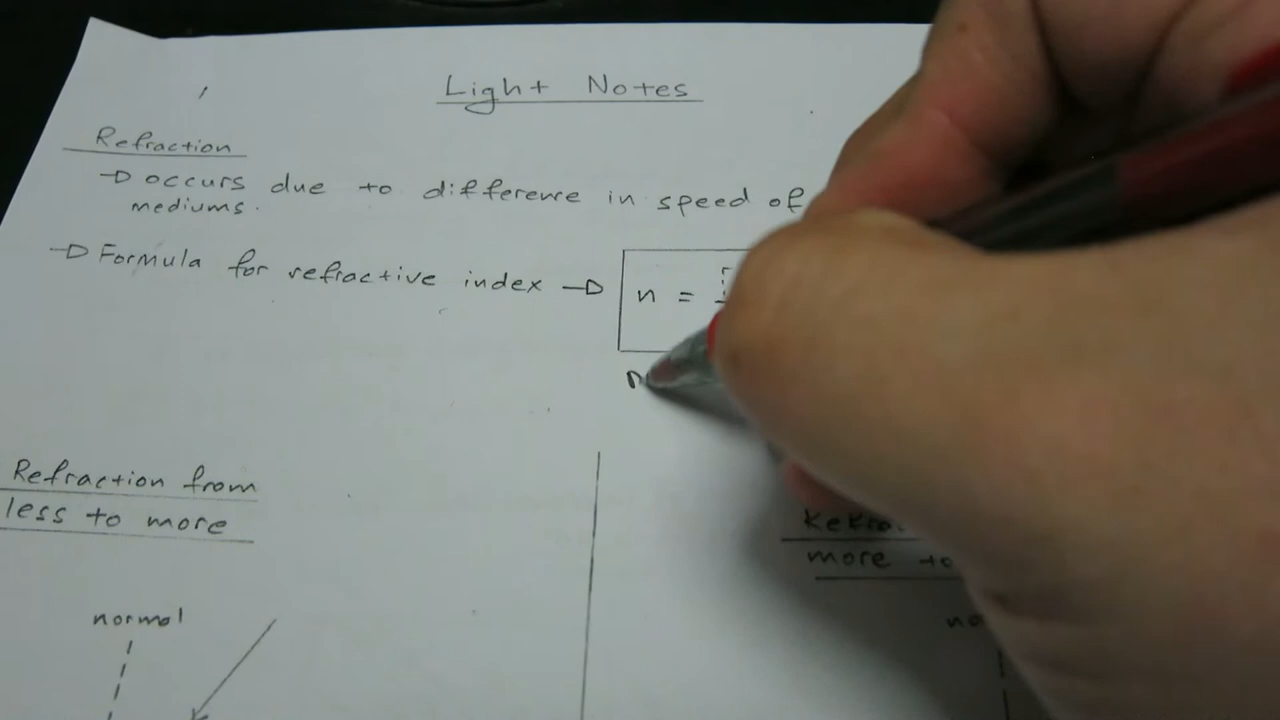 Light Notes
Refraction
→ occurs due to difference in speed of
mediums.
→ Formula for refractive index → n =
n
Refraction from
less to more
more to
normal